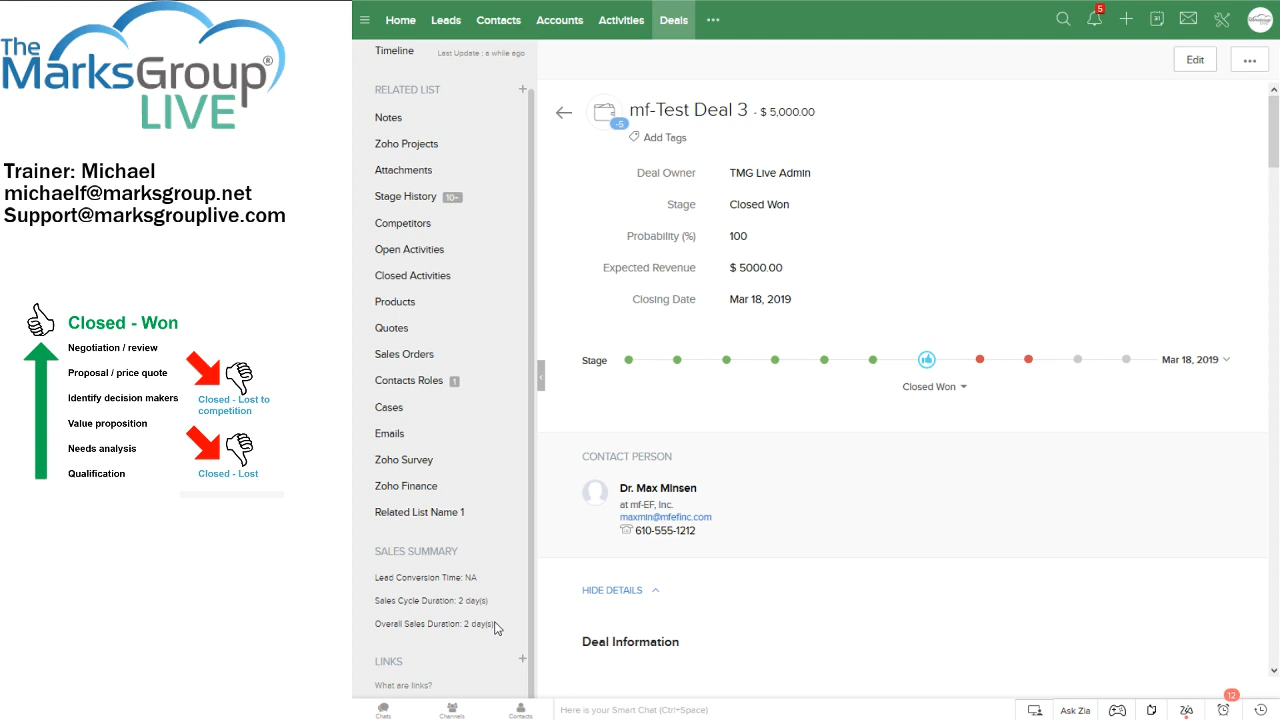 The
MarksGroup®
LIVE
Trainer: Michael
michaelf@marksgroup.net
Support@marksgrouplive.com
Closed - Won
Negotiation / review
Proposal / price quote
Identify decision makers
Value proposition
Needs analysis
Qualification
Closed - Lost to
competition
Closed - Lost
Home Leads Contacts Accounts Activities Deals
5
31
Timeline Last Update : a while ago
RELATED LIST +
Notes
Zoho Projects
Attachments
Stage History 10+
Competitors
Open Activities
Closed Activities
Products
Quotes
Sales Orders
Contacts Roles 1
Cases
Emails
Zoho Survey
Zoho Finance
Related List Name 1
SALES SUMMARY
Lead Conversion Time: NA
Sales Cycle Duration: 2 day(s)
Overall Sales Duration: 2 day(s)
LINKS +
What are links?
Edit ...
mf-Test Deal 3 - $ 5,000.00
-5
Add Tags
Deal Owner TMG Live Admin
Stage Closed Won
Probability (%) 100
Expected Revenue $ 5000.00
Closing Date Mar 18, 2019
Stage Mar 18, 2019
Closed Won
CONTACT PERSON
Dr. Max Minsen
at mf-EF, Inc.
maxmin@mfefinc.com
610-555-1212
HIDE DETAILS
Deal Information
Chats Channels Contacts
Here is your Smart Chat (Ctrl+Space)
Ask Zia
12